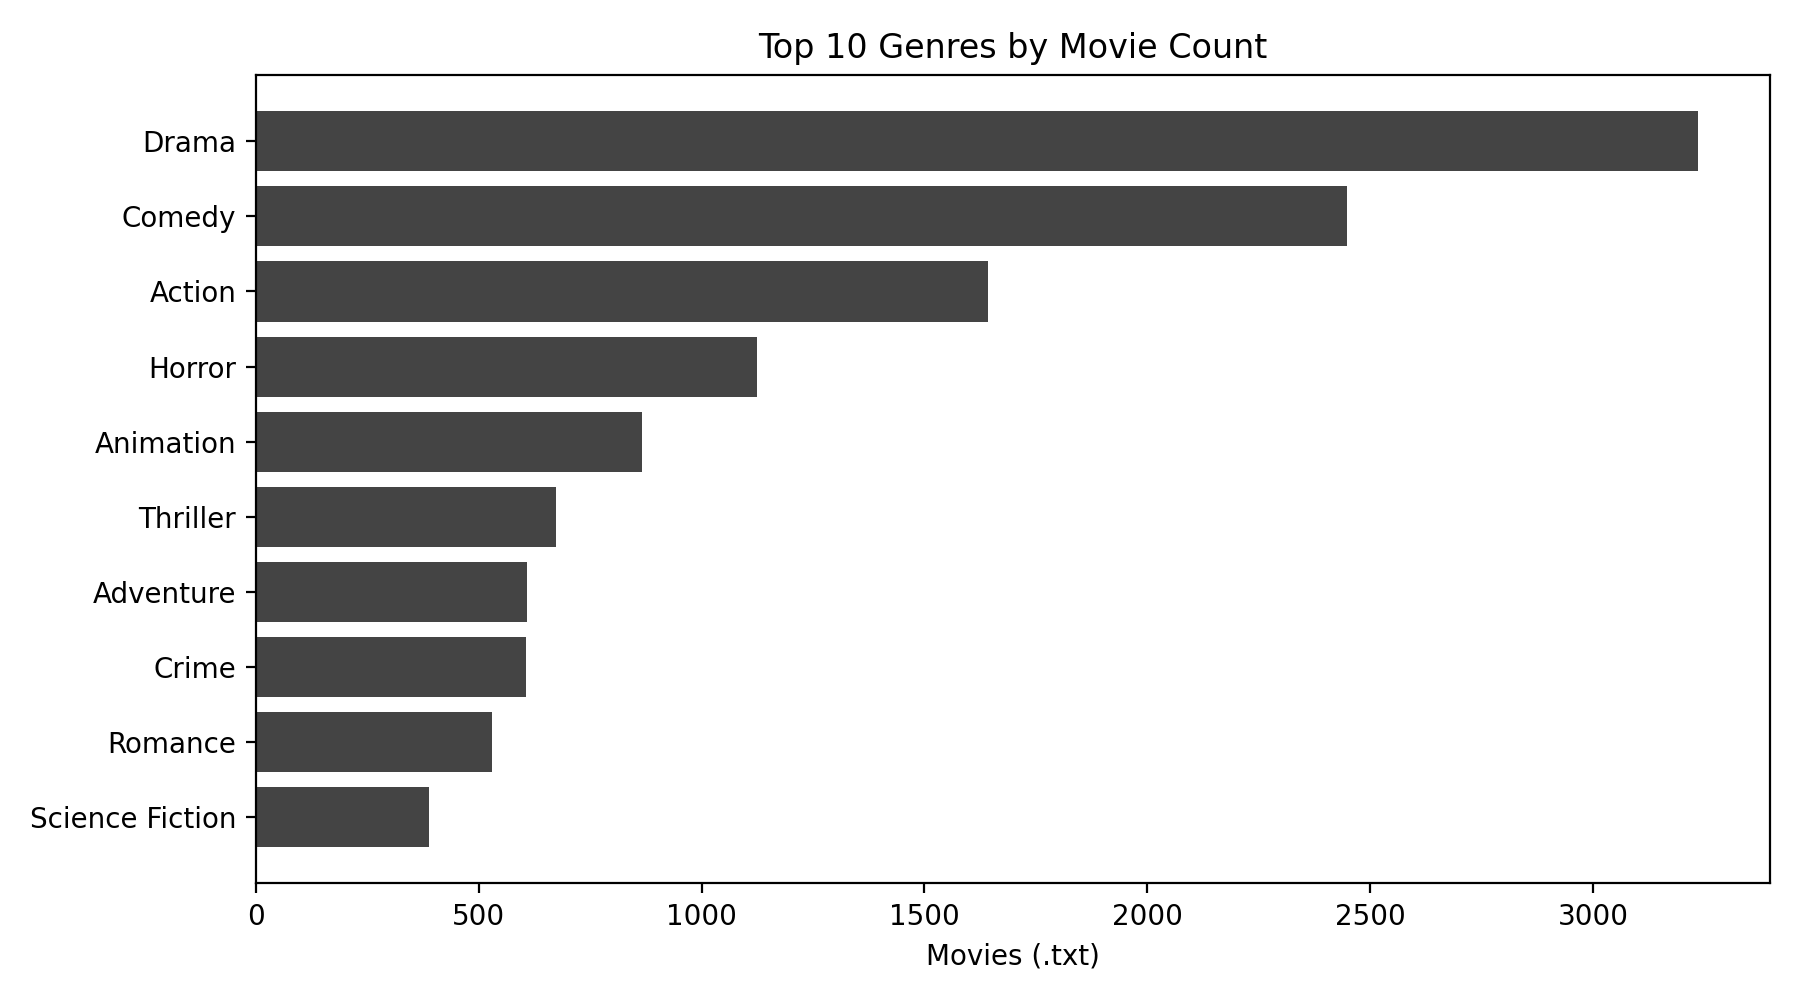 Top 10 Genres by Movie Count
Drama
Comedy
Action
Horror
Animation
Thriller
Adventure
Crime
Romance
Science Fiction
0 500 1000 1500 2000 2500 3000
Movies (.txt)